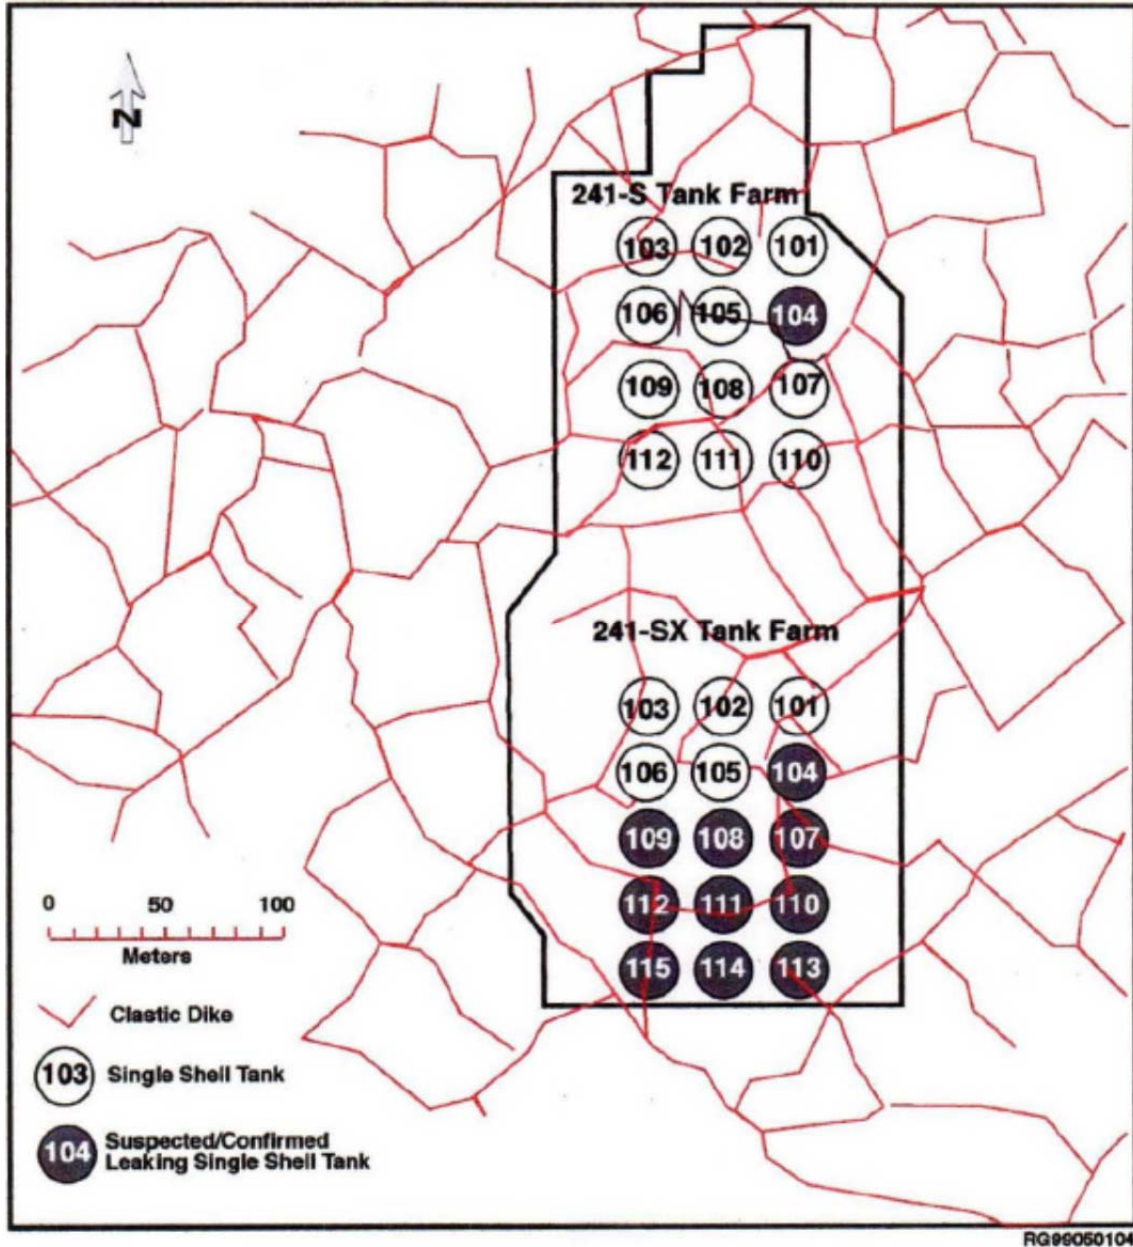 N
241-S Tank Farm
103 102 101
106 105 104
109 108 107
112 111 110
241-SX Tank Farm
103 102 101
106 105 104
109 108 107
112 111 110
115 114 113
0 50 100
Meters
Clastic Dike
103 Single Shell Tank
104 Suspected/Confirmed
Leaking Single Shell Tank
RG99050104